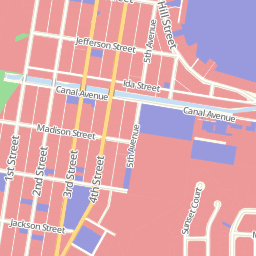 Hill Street
5th Avenue
Jefferson Street
Ida Street
Canal Avenue
Canal Avenue
Madison Street
5th Avenue
1st Street
2nd Street
3rd Street
4th Street
Sunset Court
Jackson Street